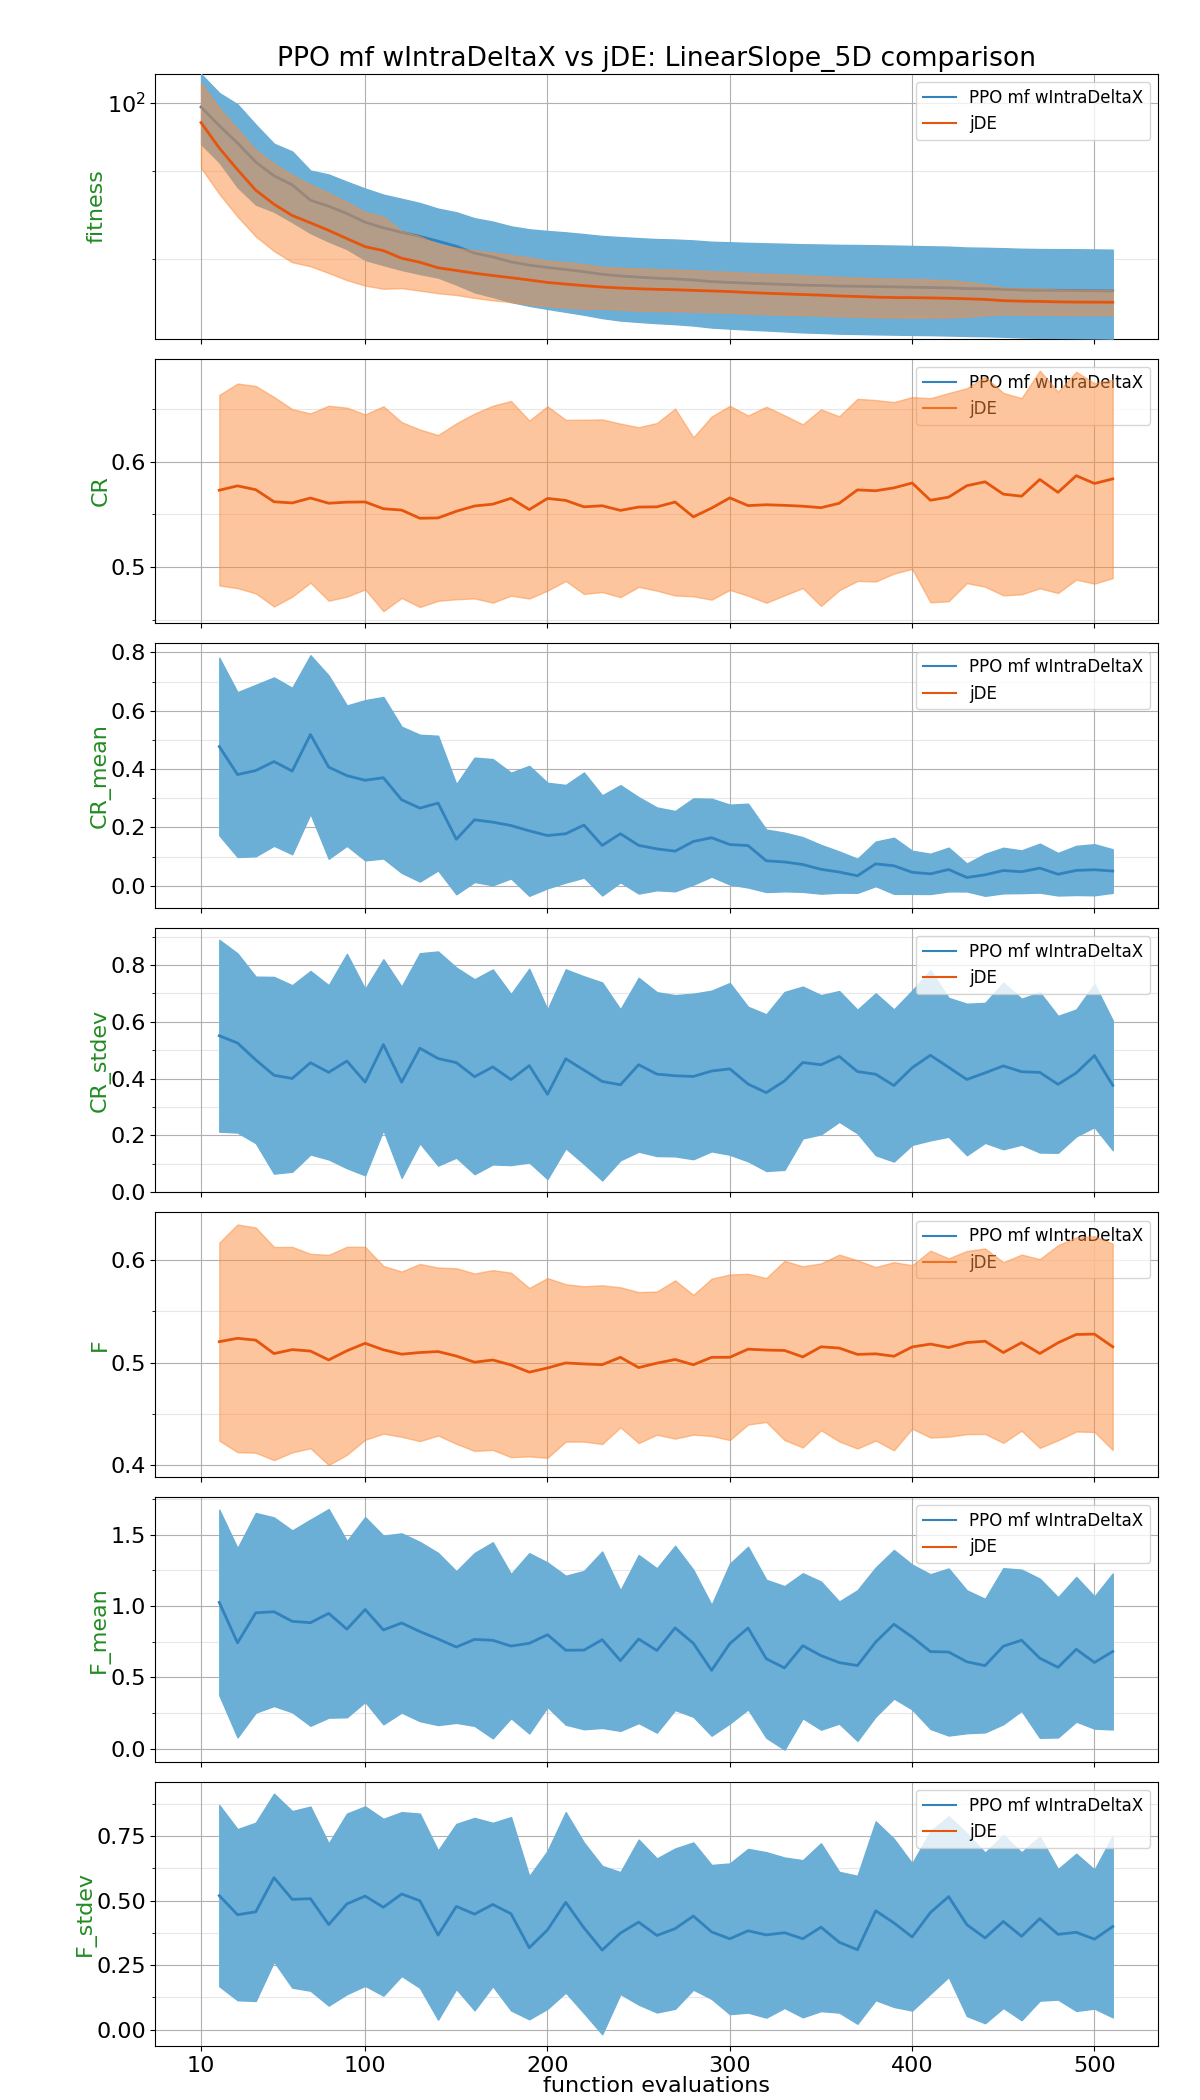 PPO mf wIntraDeltaX vs jDE: LinearSlope_5D comparison
10²
fitness
PPO mf wIntraDeltaX
jDE
0.6
0.5
CR
PPO mf wIntraDeltaX
jDE
0.8
0.6
0.4
0.2
0.0
CR_mean
PPO mf wIntraDeltaX
jDE
0.8
0.6
0.4
0.2
0.0
CR_stdev
PPO mf wIntraDeltaX
jDE
0.6
0.5
0.4
F
PPO mf wIntraDeltaX
jDE
1.5
1.0
0.5
0.0
F_mean
PPO mf wIntraDeltaX
jDE
0.75
0.50
0.25
0.00
F_stdev
PPO mf wIntraDeltaX
jDE
10 100 200 300 400 500
function evaluations